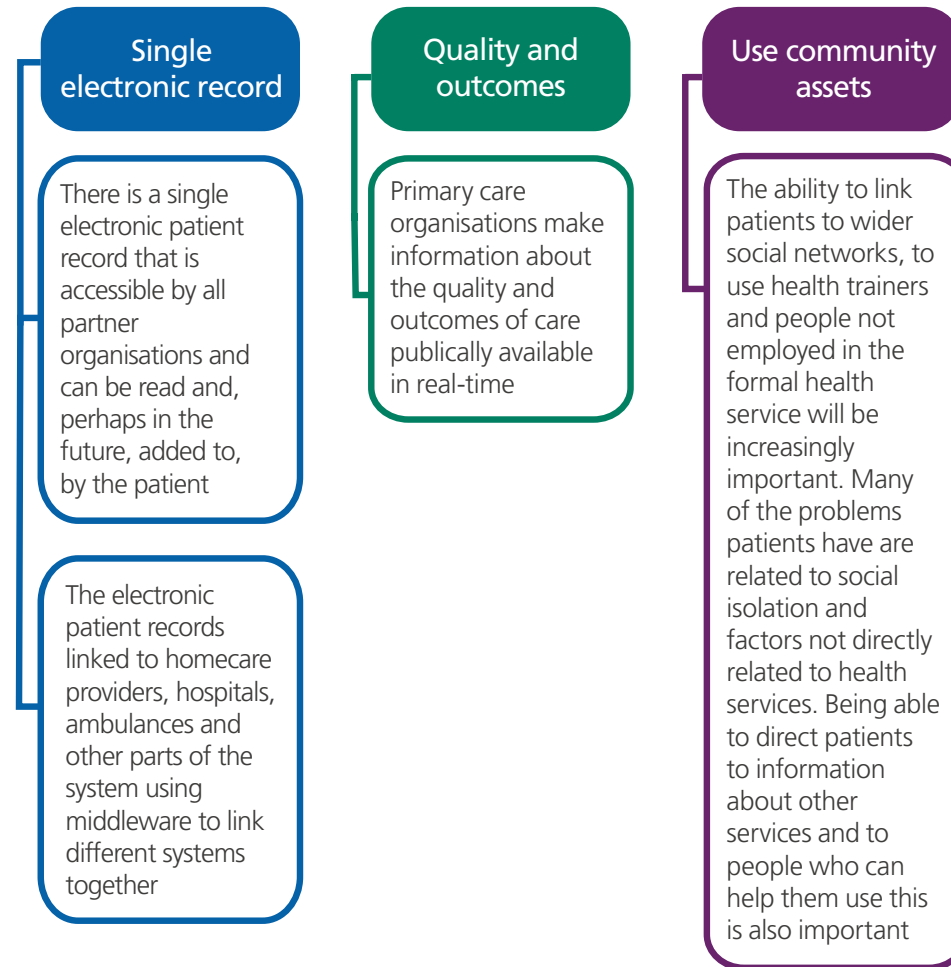 Single
electronic record
There is a single
electronic patient
record that is
accessible by all
partner
organisations and
can be read and,
perhaps in the
future, added to,
by the patient
The electronic
patient records
linked to homecare
providers, hospitals,
ambulances and
other parts of the
system using
middleware to link
different systems
together
Quality and
outcomes
Primary care
organisations make
information about
the quality and
outcomes of care
publically available
in real-time
Use community
assets
The ability to link
patients to wider
social networks, to
use health trainers
and people not
employed in the
formal health
service will be
increasingly
important. Many
of the problems
patients have are
related to social
isolation and
factors not directly
related to health
services. Being able
to direct patients
to information
about other
services and to
people who can
help them use this
is also important